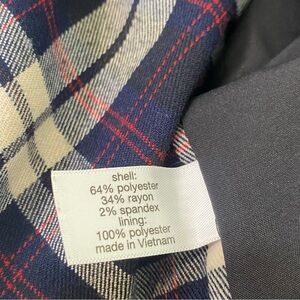 shell:
64% polyester
34% rayon
2% spandex
lining:
100% polyester
made in Vietnam